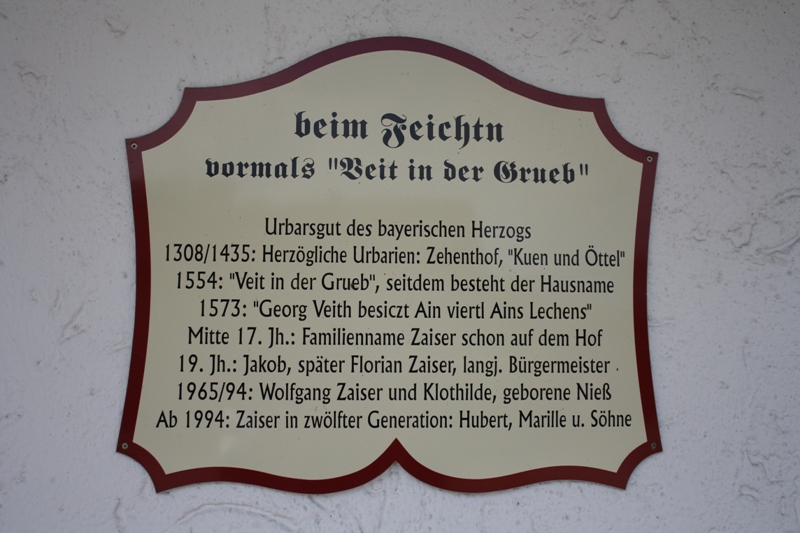 beim Feichtn
vormals "Veit in der Grueb"
Urbarsgut des bayerischen Herzogs
1308/1435: Herzögliche Urbarien: Zehenthof, "Kuen und Öttel"
1554: "Veit in der Grueb", seitdem besteht der Hausname
1573: "Georg Veith besiczt Ain viertl Ains Lechens"
Mitte 17. Jh.: Familienname Zaiser schon auf dem Hof
19. Jh.: Jakob, später Florian Zaiser, langj. Bürgermeister
1965/94: Wolfgang Zaiser und Klothilde, geborene Nieß
Ab 1994: Zaiser in zwölfter Generation: Hubert, Marille u. Söhne